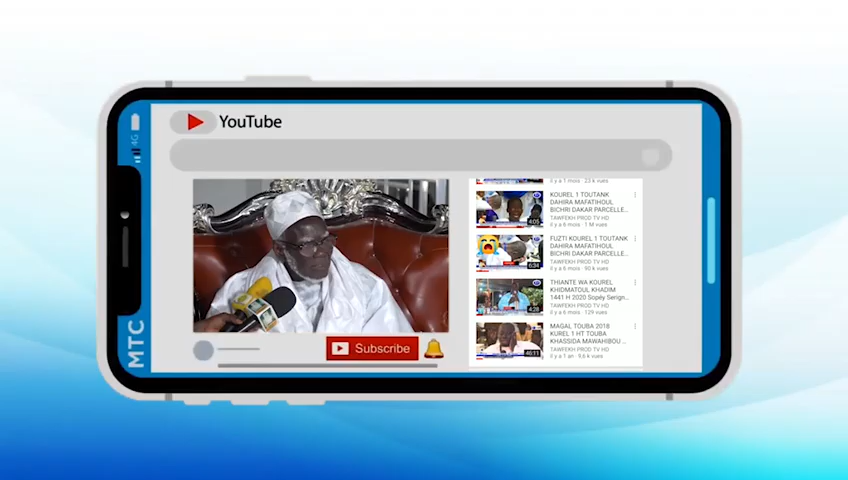 4G
MTC
YouTube
Subscribe
il y a 1 mois · 23 k vues
KOUREL 1 TOUTANK
DAHIRA MAFATIHOUL
BICHRI DAKAR PARCELLE...
TAWFEKH PROD TV HD
il y a 6 mois · 1 M vues
4:05
FUZTI KOUREL 1 TOUTANK
DAHIRA MAFATIHOUL
BICHRI DAKAR PARCELLE...
TAWFEKH PROD TV HD
il y a 6 mois · 90 k vues
6:34
THIANTE WA KOUREL
KHIDMATOUL KHADIM
1441 H 2020 Sopéy Serign...
TAWFEKH PROD TV HD
il y a 6 mois · 129 vues
4:28
MAGAL TOUBA 2018
KUREL 1 HT TOUBA
KHASSIDA MAWAHIBOU ...
TAWFEKH PROD TV HD
il y a 1 an · 9,6 k vues
46:11